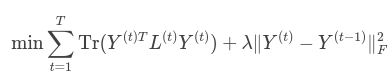 min ∑_{t=1}^{T} Tr(Y^{(t)T} L^{(t)} Y^{(t)}) + λ‖Y^{(t)} − Y^{(t−1)}‖_F^2